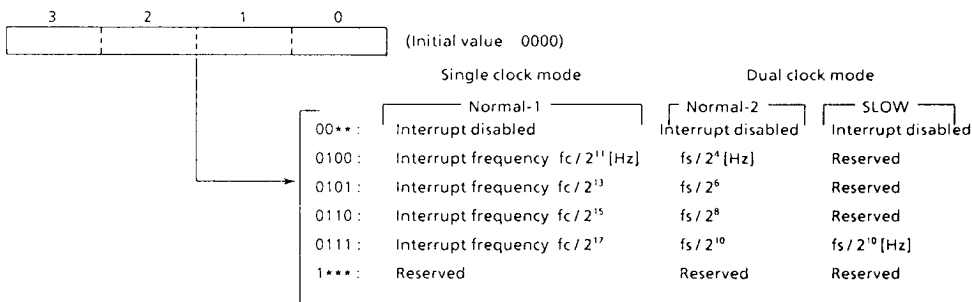 3 2 1 0
(Initial value 0000)
Single clock mode Dual clock mode
Normal-1 Normal-2 SLOW
00** : Interrupt disabled Interrupt disabled Interrupt disabled
0100 : Interrupt frequency fc / 2¹¹ [Hz] fs / 2⁴ [Hz] Reserved
0101 : Interrupt frequency fc / 2¹³ fs / 2⁶ Reserved
0110 : Interrupt frequency fc / 2¹⁵ fs / 2⁸ Reserved
0111 : Interrupt frequency fc / 2¹⁷ fs / 2¹⁰ fs / 2¹⁰ [Hz]
1*** : Reserved Reserved Reserved